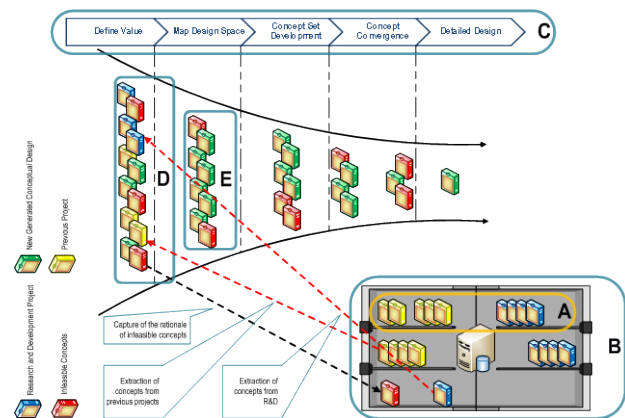 Define Value
Map Design Space
Concept Set
Development
Concept
Convergence
Detailed Design
C
D
E
New Generated Conceptual Design
Previous Project
Research and Development Project
Infeasible Concepts
Capture of the rationale
of infeasible concepts
Extraction of
concepts from
previous projects
Extraction of
concepts from
R&D
A
B